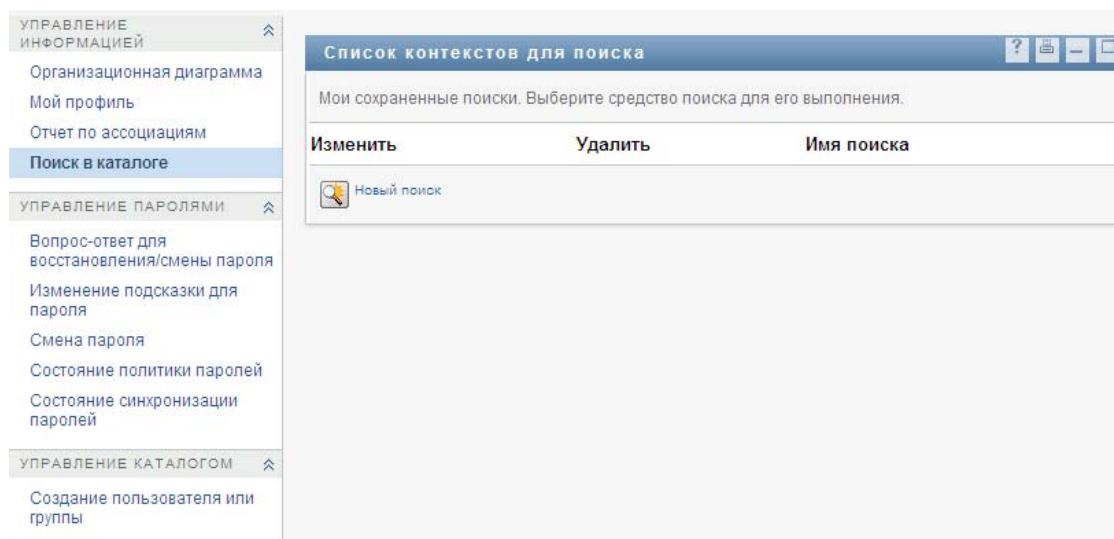 УПРАВЛЕНИЕ
ИНФОРМАЦИЕЙ
Организационная диаграмма
Мой профиль
Отчет по ассоциациям
Поиск в каталоге
УПРАВЛЕНИЕ ПАРОЛЯМИ
Вопрос-ответ для
восстановления/смены пароля
Изменение подсказки для
пароля
Смена пароля
Состояние политики паролей
Состояние синхронизации
паролей
УПРАВЛЕНИЕ КАТАЛОГОМ
Создание пользователя или
группы
Список контекстов для поиска
?
Мои сохраненные поиски. Выберите средство поиска для его выполнения.
Изменить Удалить Имя поиска
Новый поиск